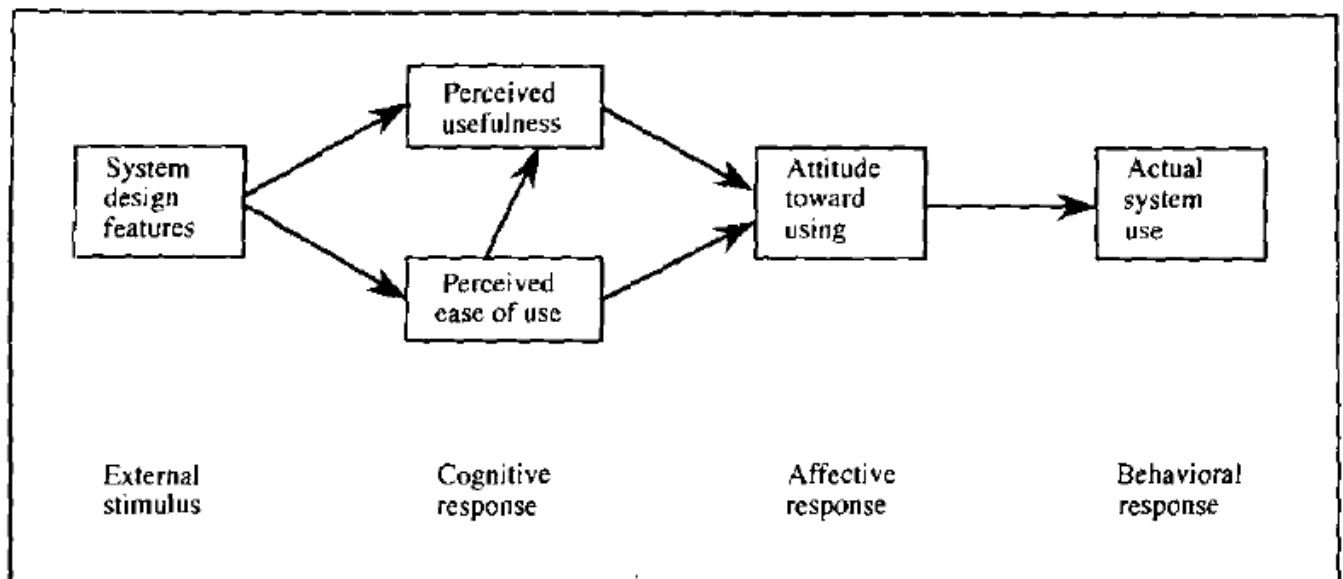 Perceived
usefulness
System
design
features
Attitude
toward
using
Actual
system
use
Perceived
ease of use
External
stimulus
Cognitive
response
Affective
response
Behavioral
response